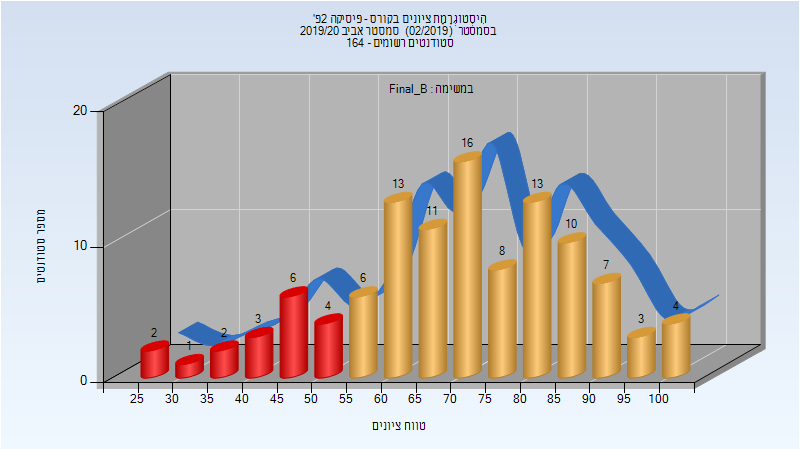 היסטוגרמת ציונים בקורס - פיסיקה 2פ'
בסמסטר (02/2019) סמסטר אביב 2019/20
סטודנטים רשומים - 164
במשימה : Final_B
מספר סטודנטים
20
10
0
2
1
2
3
6
4
6
13
11
16
8
13
10
7
3
4
25 30 35 40 45 50 55 60 65 70 75 80 85 90 95 100
טווח ציונים